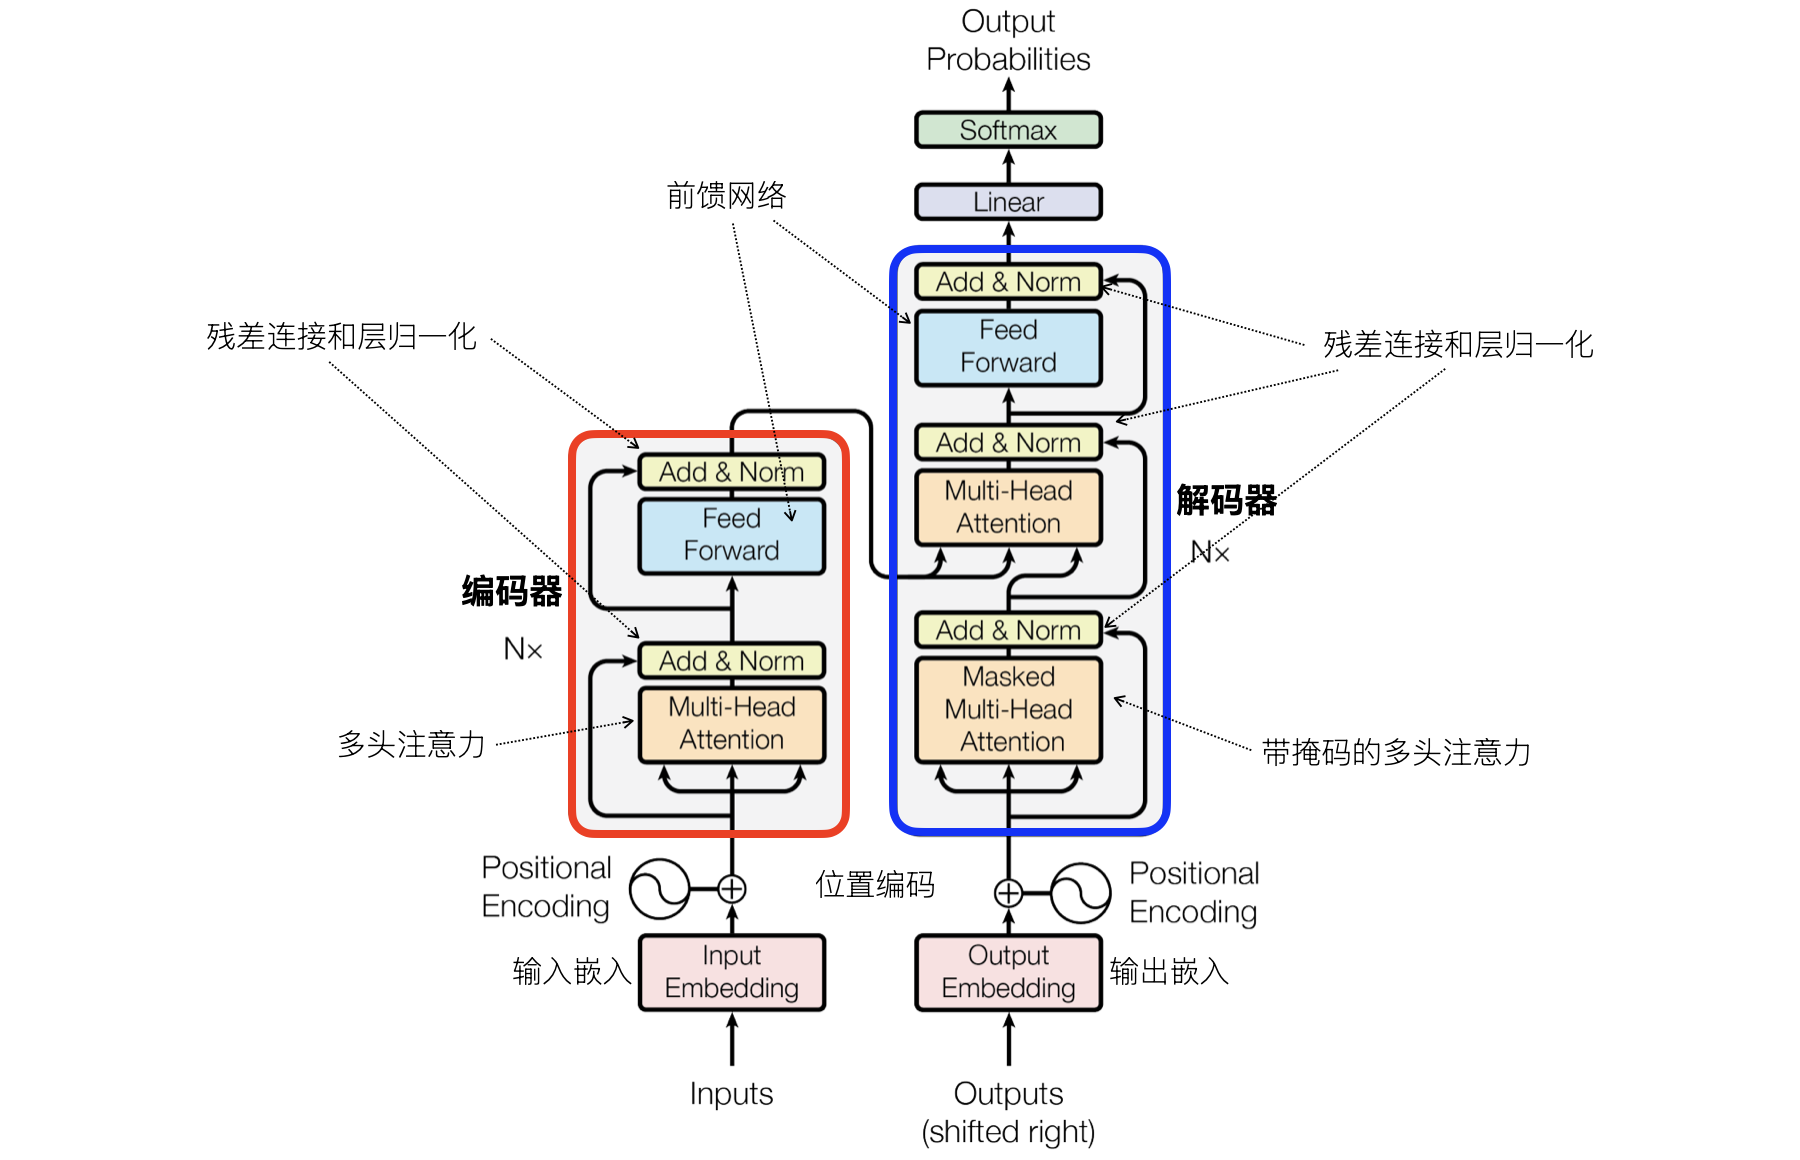 Output
Probabilities
Softmax
Linear
前馈网络
Add & Norm
Feed
Forward
残差连接和层归一化
残差连接和层归一化
Add & Norm
Multi-Head
Attention
解码器
N×
Add & Norm
Feed
Forward
编码器
N×
Add & Norm
Masked
Multi-Head
Attention
Add & Norm
Multi-Head
Attention
多头注意力
带掩码的多头注意力
Positional
Encoding
位置编码
Positional
Encoding
输入嵌入
Input
Embedding
Output
Embedding
输出嵌入
Inputs
Outputs
(shifted right)